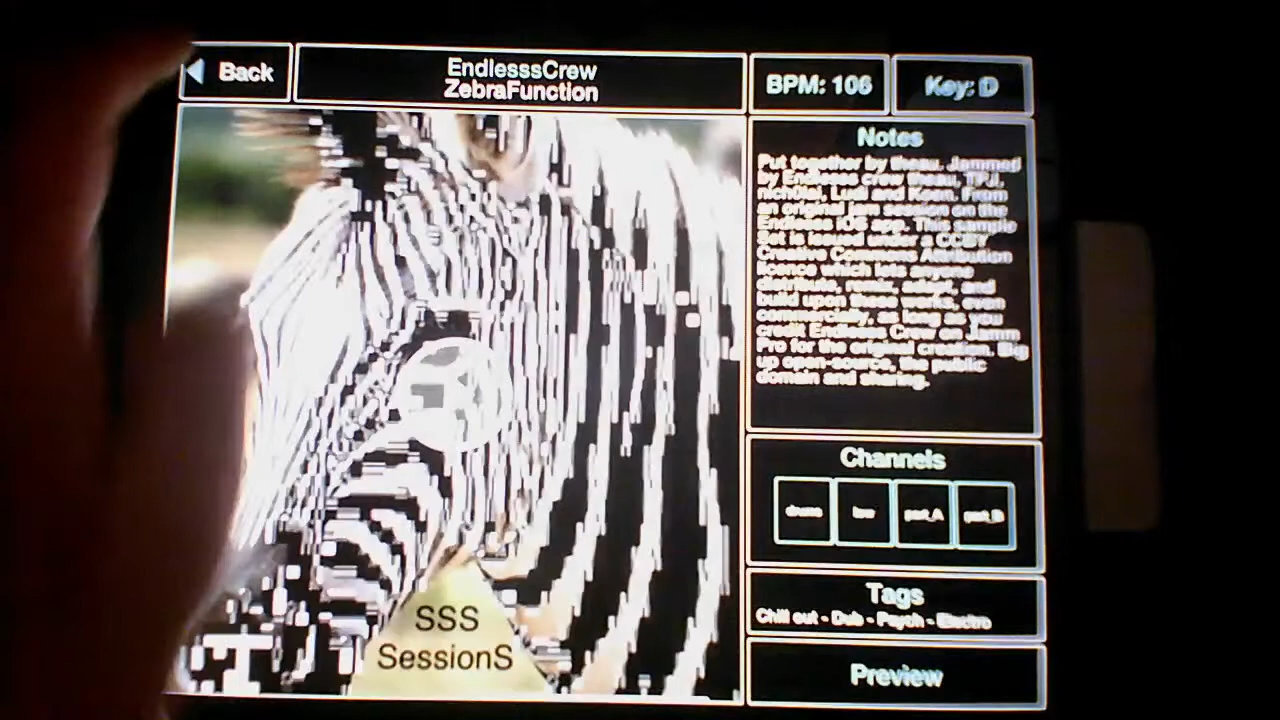 Back
EndlesssCrew
ZebraFunction
BPM: 106
Key: D
Notes
Put together by theau. Jammed
by Endlesss crew theau, TPJ,
Ludi and Koen. From
an original jam session on the
Endlesss iOS app. This sample
Set is issued under a CCBY
Creative Commons Attribution
licence which lets anyone
distribute, remix, adapt, and
build upon these works, even
commercially, as long as you
credit Endlesss Crew on Jamm
Pro for the original creation. Big
up open-source, the public
domain and sharing.
Channels
drums
part_A
part_B
Tags
Chill out - Dub - Psych - Electro
Preview
SSS
SessionS